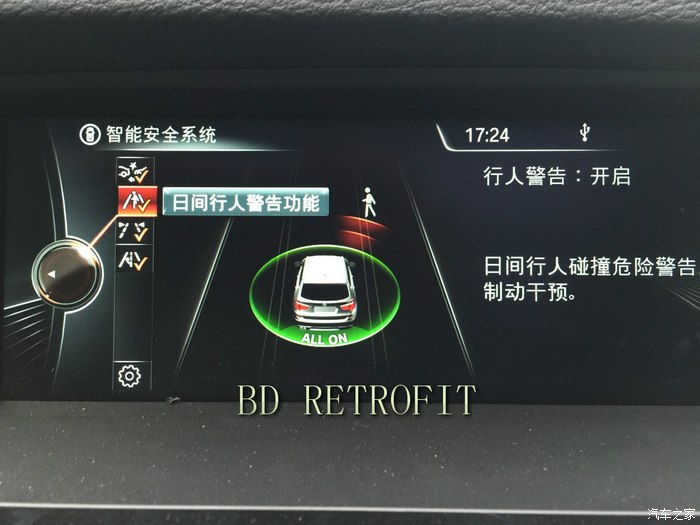 智能安全系统
17:24
日间行人警告功能
行人警告：开启
日间行人碰撞危险警告
制动干预。
ALL ON
BD RETROFIT
汽车之家